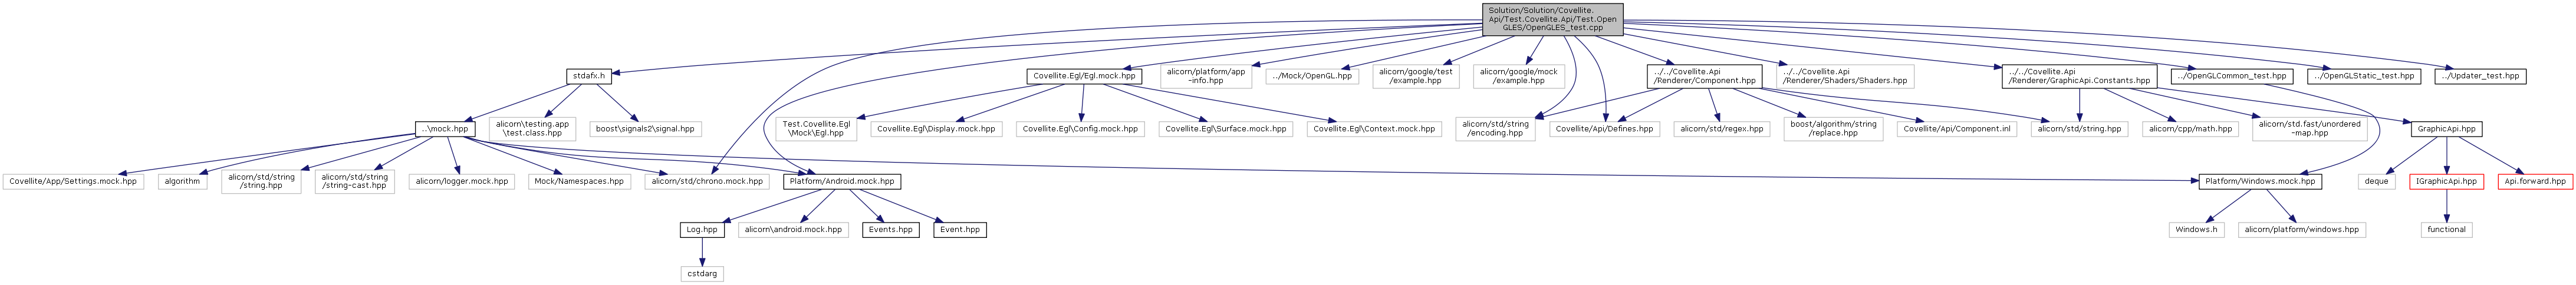 Solution/Solution/Covellite.
Api/Test.Covellite.Api/Test.Open
GLES/OpenGLES_test.cpp
stdafx.h
Covellite.Egl/Egl.mock.hpp
alicorn/platform/app
-info.hpp
../Mock/OpenGL.hpp
alicorn/google/test
/example.hpp
alicorn/google/mock
/example.hpp
../../Covellite.Api
/Renderer/Component.hpp
../../Covellite.Api
/Renderer/Shaders/Shaders.hpp
../../Covellite.Api
/Renderer/GraphicApi.Constants.hpp
../OpenGLCommon_test.hpp
../OpenGLStatic_test.hpp
../Updater_test.hpp
..\mock.hpp
alicorn\testing.app
\test.class.hpp
boost\signals2\signal.hpp
Test.Covellite.Egl
\Mock\Egl.hpp
Covellite.Egl\Display.mock.hpp
Covellite.Egl\Config.mock.hpp
Covellite.Egl\Surface.mock.hpp
Covellite.Egl\Context.mock.hpp
alicorn/std/string
/encoding.hpp
Covellite/Api/Defines.hpp
alicorn/std/regex.hpp
boost/algorithm/string
/replace.hpp
Covellite/Api/Component.inl
alicorn/std/string.hpp
alicorn/cpp/math.hpp
alicorn/std.fast/unordered
-map.hpp
GraphicApi.hpp
Covellite/App/Settings.mock.hpp
algorithm
alicorn/std/string
/string.hpp
alicorn/std/string
/string-cast.hpp
alicorn/logger.mock.hpp
Mock/Namespaces.hpp
alicorn/std/chrono.mock.hpp
Platform/Android.mock.hpp
Platform/Windows.mock.hpp
deque
IGraphicApi.hpp
Api.forward.hpp
Log.hpp
alicorn\android.mock.hpp
Events.hpp
Event.hpp
Windows.h
alicorn/platform/windows.hpp
functional
cstdarg